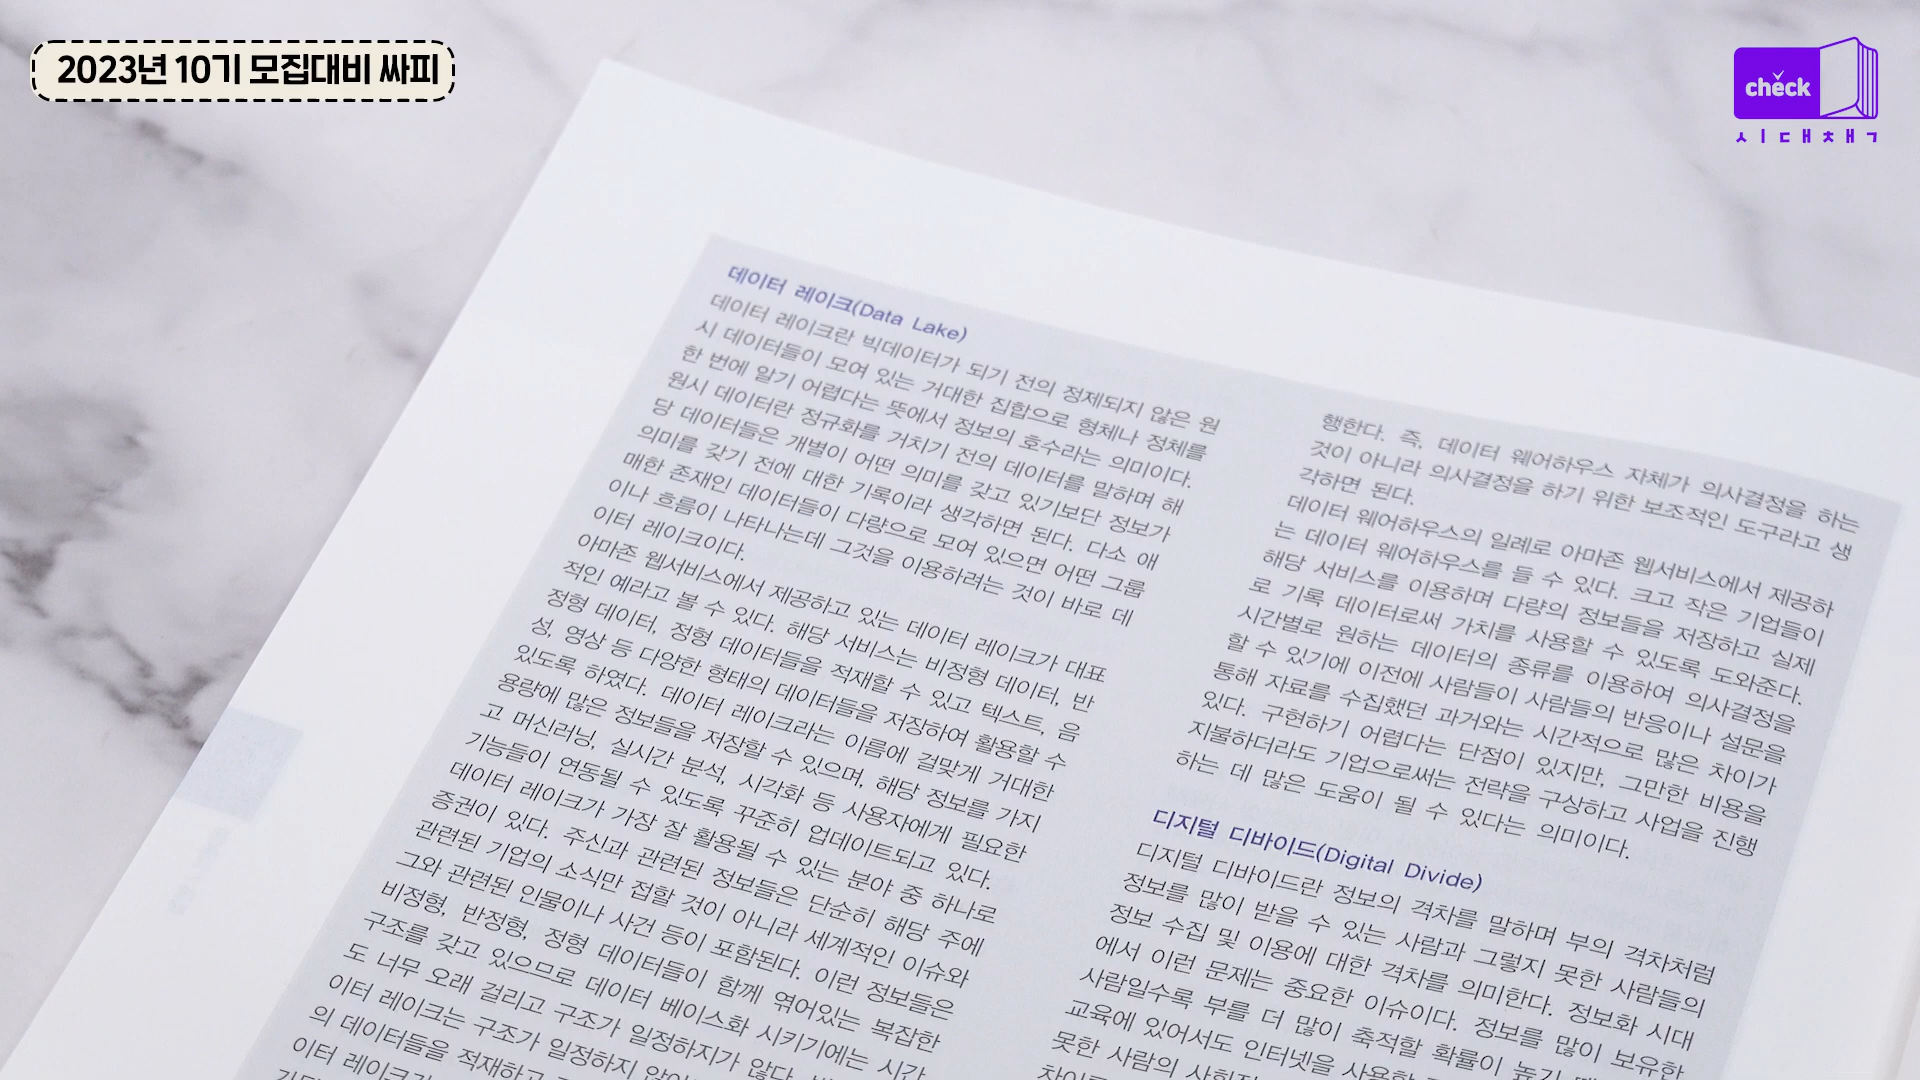 2023년 10기 모집대비 싸피
check
시대책ㄱ
데이터 레이크(Data Lake)
데이터 레이크란 빅데이터가 되기 전의 정제되지 않은 원
시 데이터들이 모여 있는 거대한 집합으로 형체나 정체를
한 번에 알기 어렵다는 뜻에서 정보의 호수라는 의미이다.
원시 데이터란 정규화를 거치기 전의 데이터를 말하며 해
당 데이터들은 개별이 어떤 의미를 갖고 있기보단 정보가
의미를 갖기 전에 대한 기록이라 생각하면 된다. 다소 애
매한 존재인 데이터들이 다량으로 모여 있으면 어떤 그룹
이나 흐름이 나타나는데 그것을 이용하려는 것이 바로 데
이터 레이크이다.
아마존 웹서비스에서 제공하고 있는 데이터 레이크가 대표
적인 예라고 볼 수 있다. 해당 서비스는 비정형 데이터, 반
정형 데이터, 정형 데이터들을 적재할 수 있고 텍스트, 음
성, 영상 등 다양한 형태의 데이터들을 저장하여 활용할 수
있도록 하였다. 데이터 레이크라는 이름에 걸맞게 거대한
용량에 많은 정보들을 저장할 수 있으며, 해당 정보를 가지
고 머신러닝, 실시간 분석, 시각화 등 사용자에게 필요한
기능들이 연동될 수 있도록 꾸준히 업데이트되고 있다.
데이터 레이크가 가장 잘 활용될 수 있는 분야 중 하나로
증권이 있다. 주신과 관련된 정보들은 단순히 해당 주에
관련된 기업의 소식만 접할 것이 아니라 세계적인 이슈와
그와 관련된 인물이나 사건 등이 포함된다. 이런 정보들은
비정형, 반정형, 정형 데이터들이 함께 엮어있는 복잡한
구조를 갖고 있으므로 데이터 베이스화 시키기에는 시간
도 너무 오래 걸리고 구조가 일정하지가 않다.
이터 레이크는 구조가 일정하지
의 데이터들을 적재하고
이터 레이크가
행한다. 즉, 데이터 웨어하우스 자체가 의사결정을 하는
것이 아니라 의사결정을 하기 위한 보조적인 도구라고 생
각하면 된다.
데이터 웨어하우스의 일례로 아마존 웹서비스에서 제공하
는 데이터 웨어하우스를 들 수 있다. 크고 작은 기업들이
해당 서비스를 이용하며 다량의 정보들을 저장하고 실제
로 기록 데이터로써 가치를 사용할 수 있도록 도와준다.
시간별로 원하는 데이터의 종류를 이용하여 의사결정을
할 수 있기에 이전에 사람들이 사람들의 반응이나 설문을
통해 자료를 수집했던 과거와는 시간적으로 많은 차이가
있다. 구현하기 어렵다는 단점이 있지만, 그만한 비용을
지불하더라도 기업으로써는 전략을 구상하고 사업을 진행
하는 데 많은 도움이 될 수 있다는 의미이다.
디지털 디바이드(Digital Divide)
디지털 디바이드란 정보의 격차를 말하며 부의 격차처럼
정보를 많이 받을 수 있는 사람과 그렇지 못한 사람들의
정보 수집 및 이용에 대한 격차를 의미한다. 정보화 시대
에서 이런 문제는 중요한 이슈이다. 정보를 많이 보유한
사람일수록 부를 더 많이 축적할 확률이 높기
교육에 있어서도 인터넷을 사용할
못한 사람의